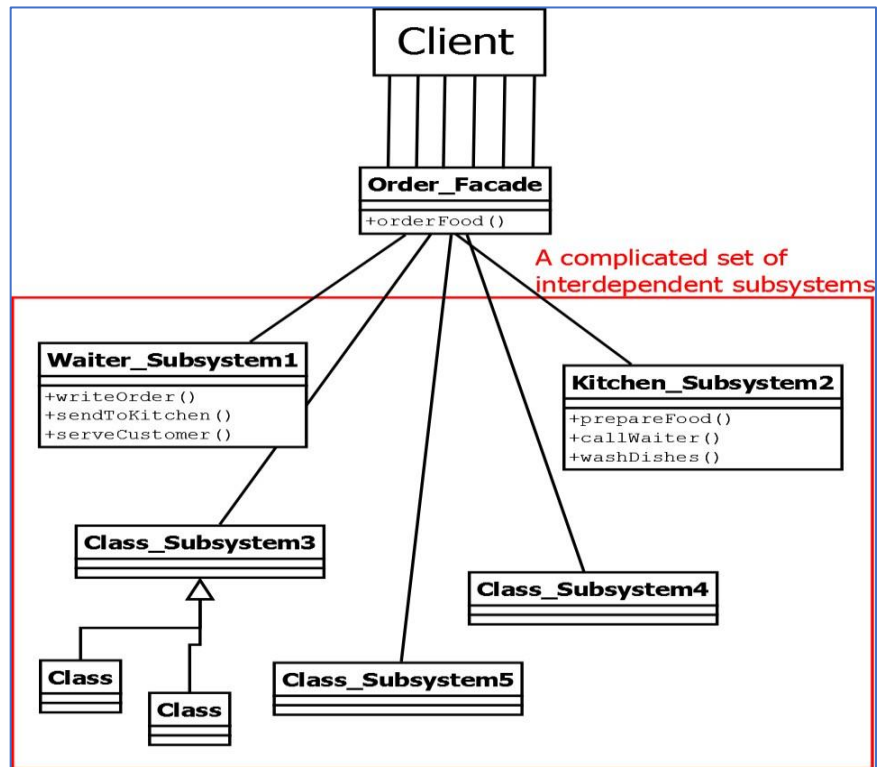 Client
Order_Facade
+orderFood()
A complicated set of
interdependent subsystems
Waiter_Subsystem1
+writeOrder()
+sendToKitchen()
+serveCustomer()
Kitchen_Subsystem2
+prepareFood()
+callWaiter()
+washDishes()
Class_Subsystem3
Class_Subsystem4
Class
Class
Class_Subsystem5